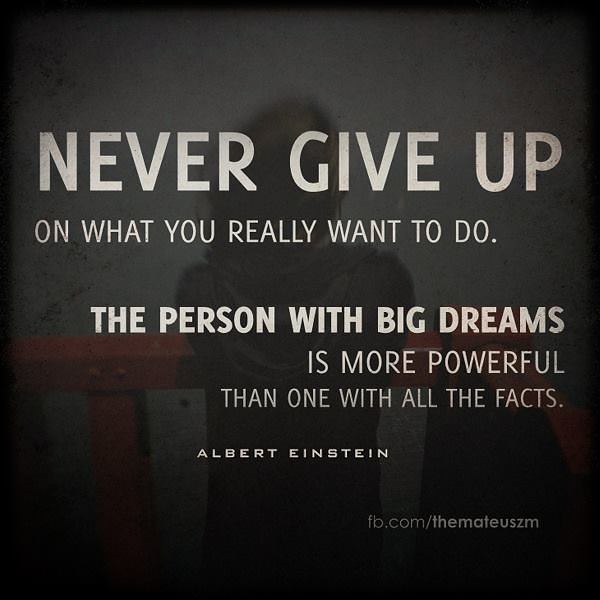 NEVER GIVE UP
ON WHAT YOU REALLY WANT TO DO.
THE PERSON WITH BIG DREAMS
IS MORE POWERFUL
THAN ONE WITH ALL THE FACTS.
ALBERT EINSTEIN
fb.com/themateuszm